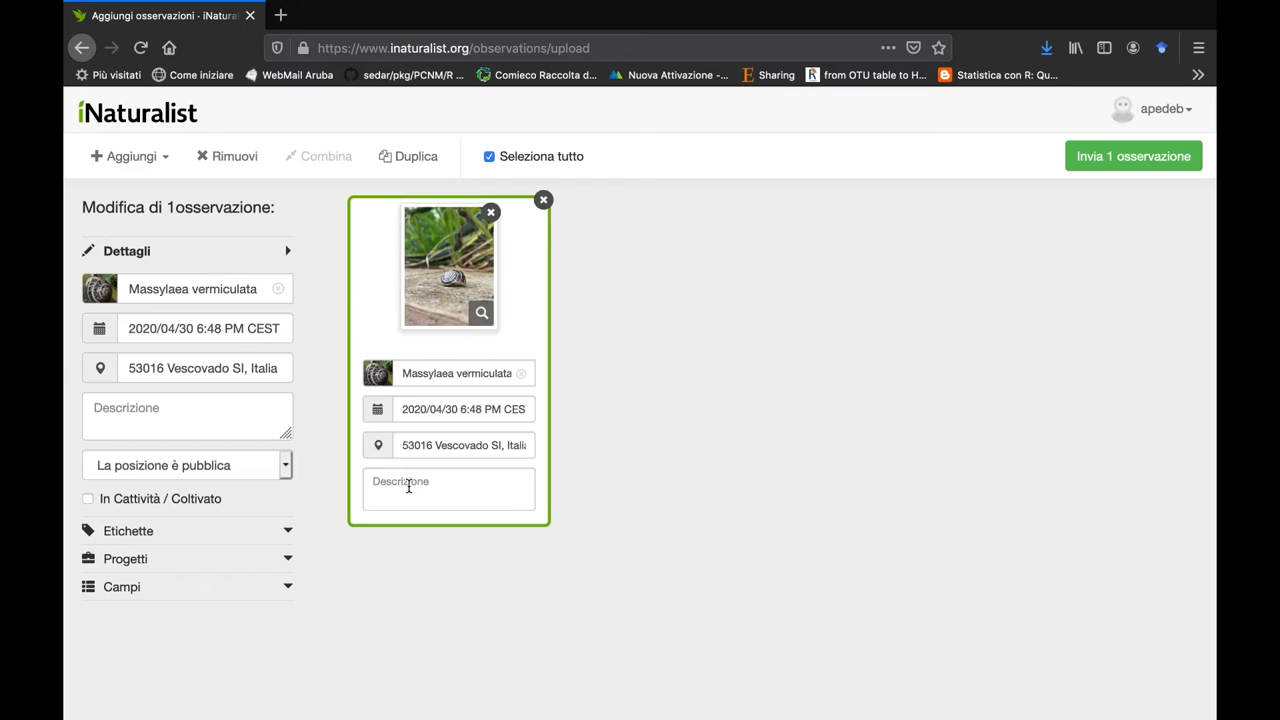 Aggiungi osservazioni · iNatura
https://www.inaturalist.org/observations/upload
Più visitati
Come iniziare
WebMail Aruba
sedar/pkg/PCNM/R ...
Comieco Raccolta d...
Nuova Attivazione -...
Sharing
from OTU table to H...
Statistica con R: Qu...
iNaturalist
apedeb
Aggiungi
Rimuovi
Combina
Duplica
Seleziona tutto
Invia 1 osservazione
Modifica di 1osservazione:
Dettagli
Massylaea vermiculata
2020/04/30 6:48 PM CEST
53016 Vescovado SI, Italia
Descrizione
La posizione è pubblica
In Cattività / Coltivato
Etichette
Progetti
Campi
Massylaea vermiculata
2020/04/30 6:48 PM CES
53016 Vescovado SI, Italia
Descrizione